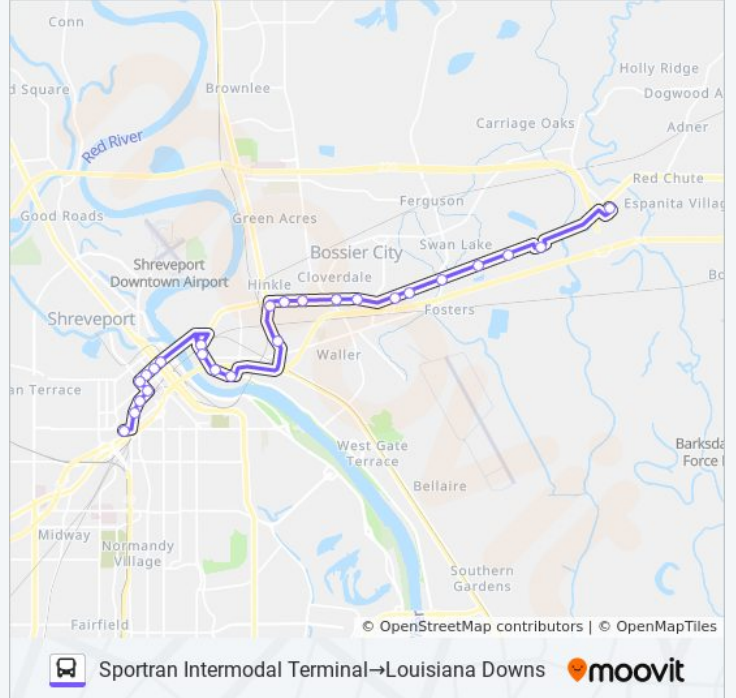 Conn
Holly Ridge
d Square
Brownlee
Dogwood A
Carriage Oaks
Adner
Red River
Red Chute
Ferguson
Espanita Villag
Good Roads
Green Acres
Swan Lake
Bossier City
Shreveport
Downtown Airport
Hinkle
Cloverdale
Bo
Fosters
Shreveport
Waller
an Terrace
West Gate
Terrace
Barksda
Force
Bellaire
Midway
Normandy
Village
Southern
Gardens
Fairfield
© OpenStreetMap contributors | © OpenMapTiles
Sportran Intermodal Terminal→Louisiana Downs
moovit